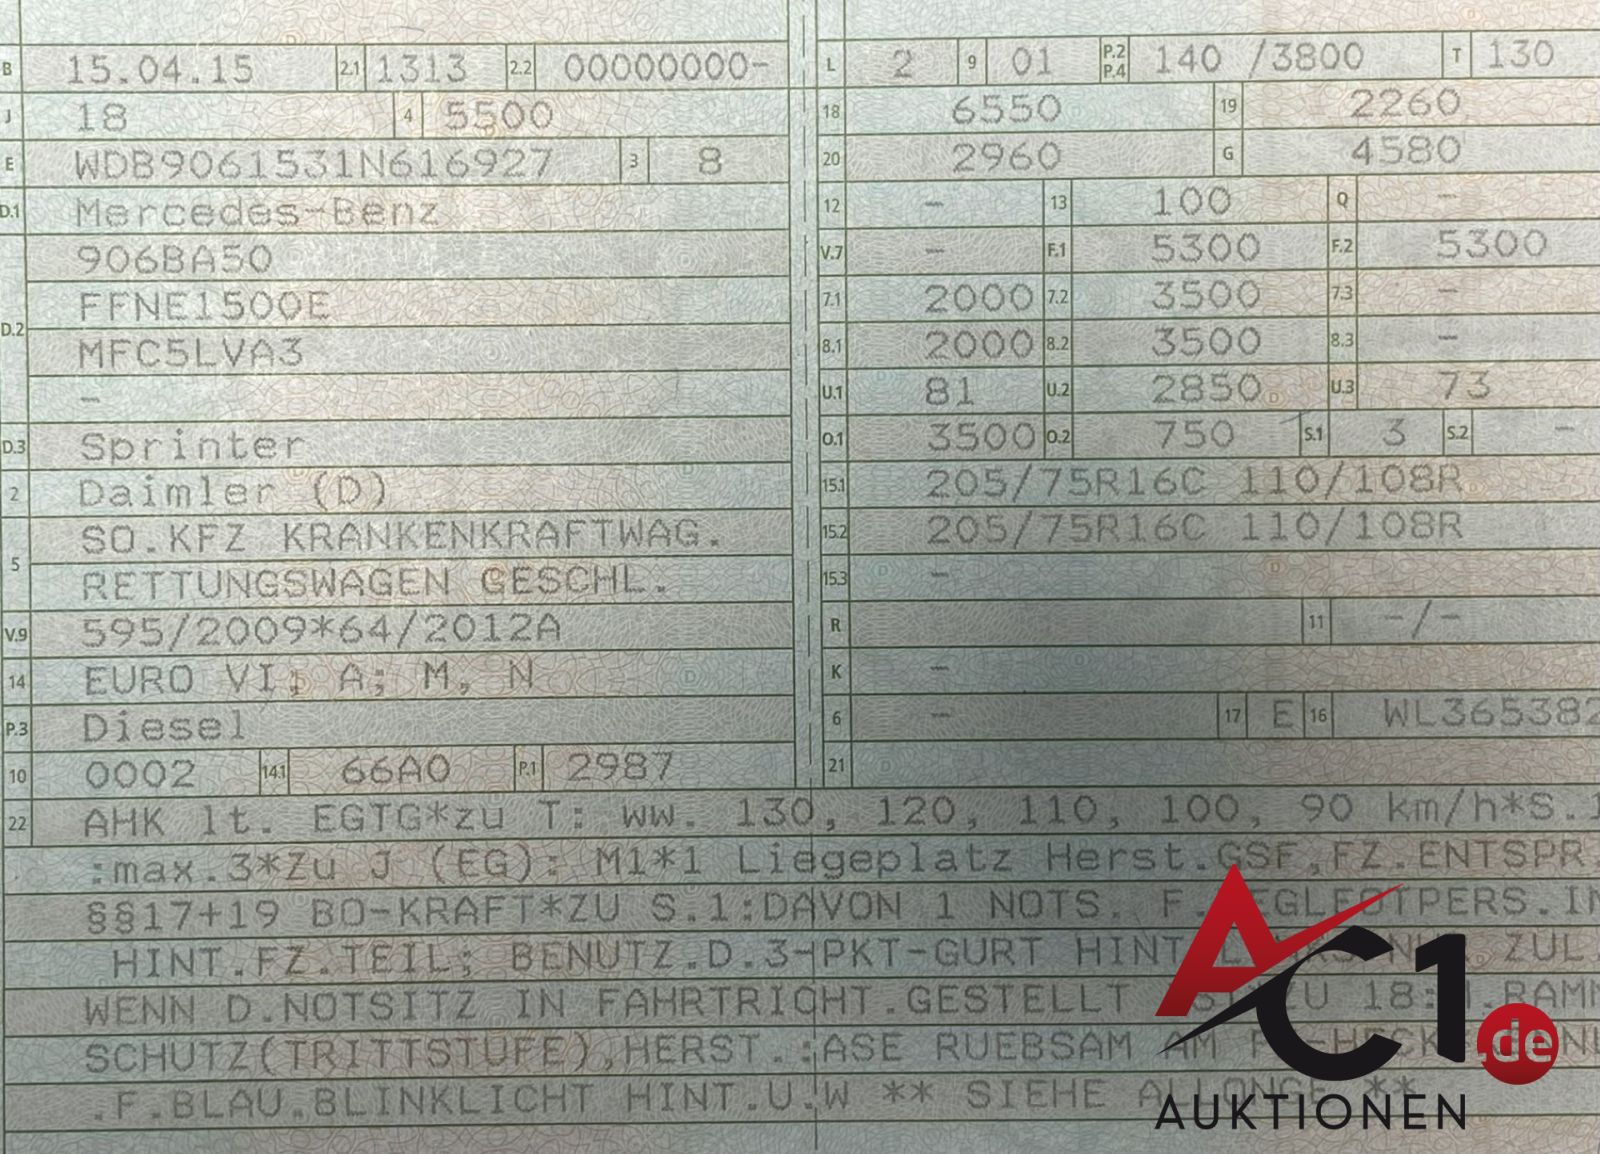 B 15.04.15 2.1 1313 2.2 00000000-
J 18 4 5500
E WDB9061531N616927 3 8
D.1 Mercedes-Benz
906BA50
D.2 FFNE1500E
MFC5LVA3
-
D.3 Sprinter
2 Daimler (D)
5 SO.KFZ KRANKENKRAFTWAG.
RETTUNGSWAGEN GESCHL.
V.9 595/2009*64/2012A
14 EURO VI; A; M, N
P.3 Diesel
10 0002 14.1 66A0 P.1 2987
L 2 9 01 P.2 P.4 140 /3800 T 130
18 6550 19 2260
20 2960 G 4580
12 - 13 100 Q -
V.7 - F.1 5300 F.2 5300
7.1 2000 7.2 3500 7.3 -
8.1 2000 8.2 3500 8.3 -
U.1 81 U.2 2850 U.3 73
O.1 3500 O.2 750 S.1 3 S.2 -
15.1 205/75R16C 110/108R
15.2 205/75R16C 110/108R
15.3 -
R 11 -/-
K -
6 - 17 E 16 WL365382
21
22 AHK lt. EGTG*zu T: ww. 130, 120, 110, 100, 90 km/h*S.1
:max.3*Zu J (EG): M1*1 Liegeplatz Herst.GSF,FZ.ENTSPR.
§§17+19 BO-KRAFT*ZU S.1:DAVON 1 NOTS. F.
HINT.FZ.TEIL; BENUTZ.D.3-PKT-GURT HINT ZUL.
WENN D.NOTSITZ IN FAHRTRICHT.GESTELLT ZU 18:
SCHUTZ(TRITTSTUFE),HERST.:ASE RUEBSAM AM
.F.BLAU.BLINKLICHT HINT.U.W ** SIEHE ALLONGE **
AC1.de
AUKTIONEN